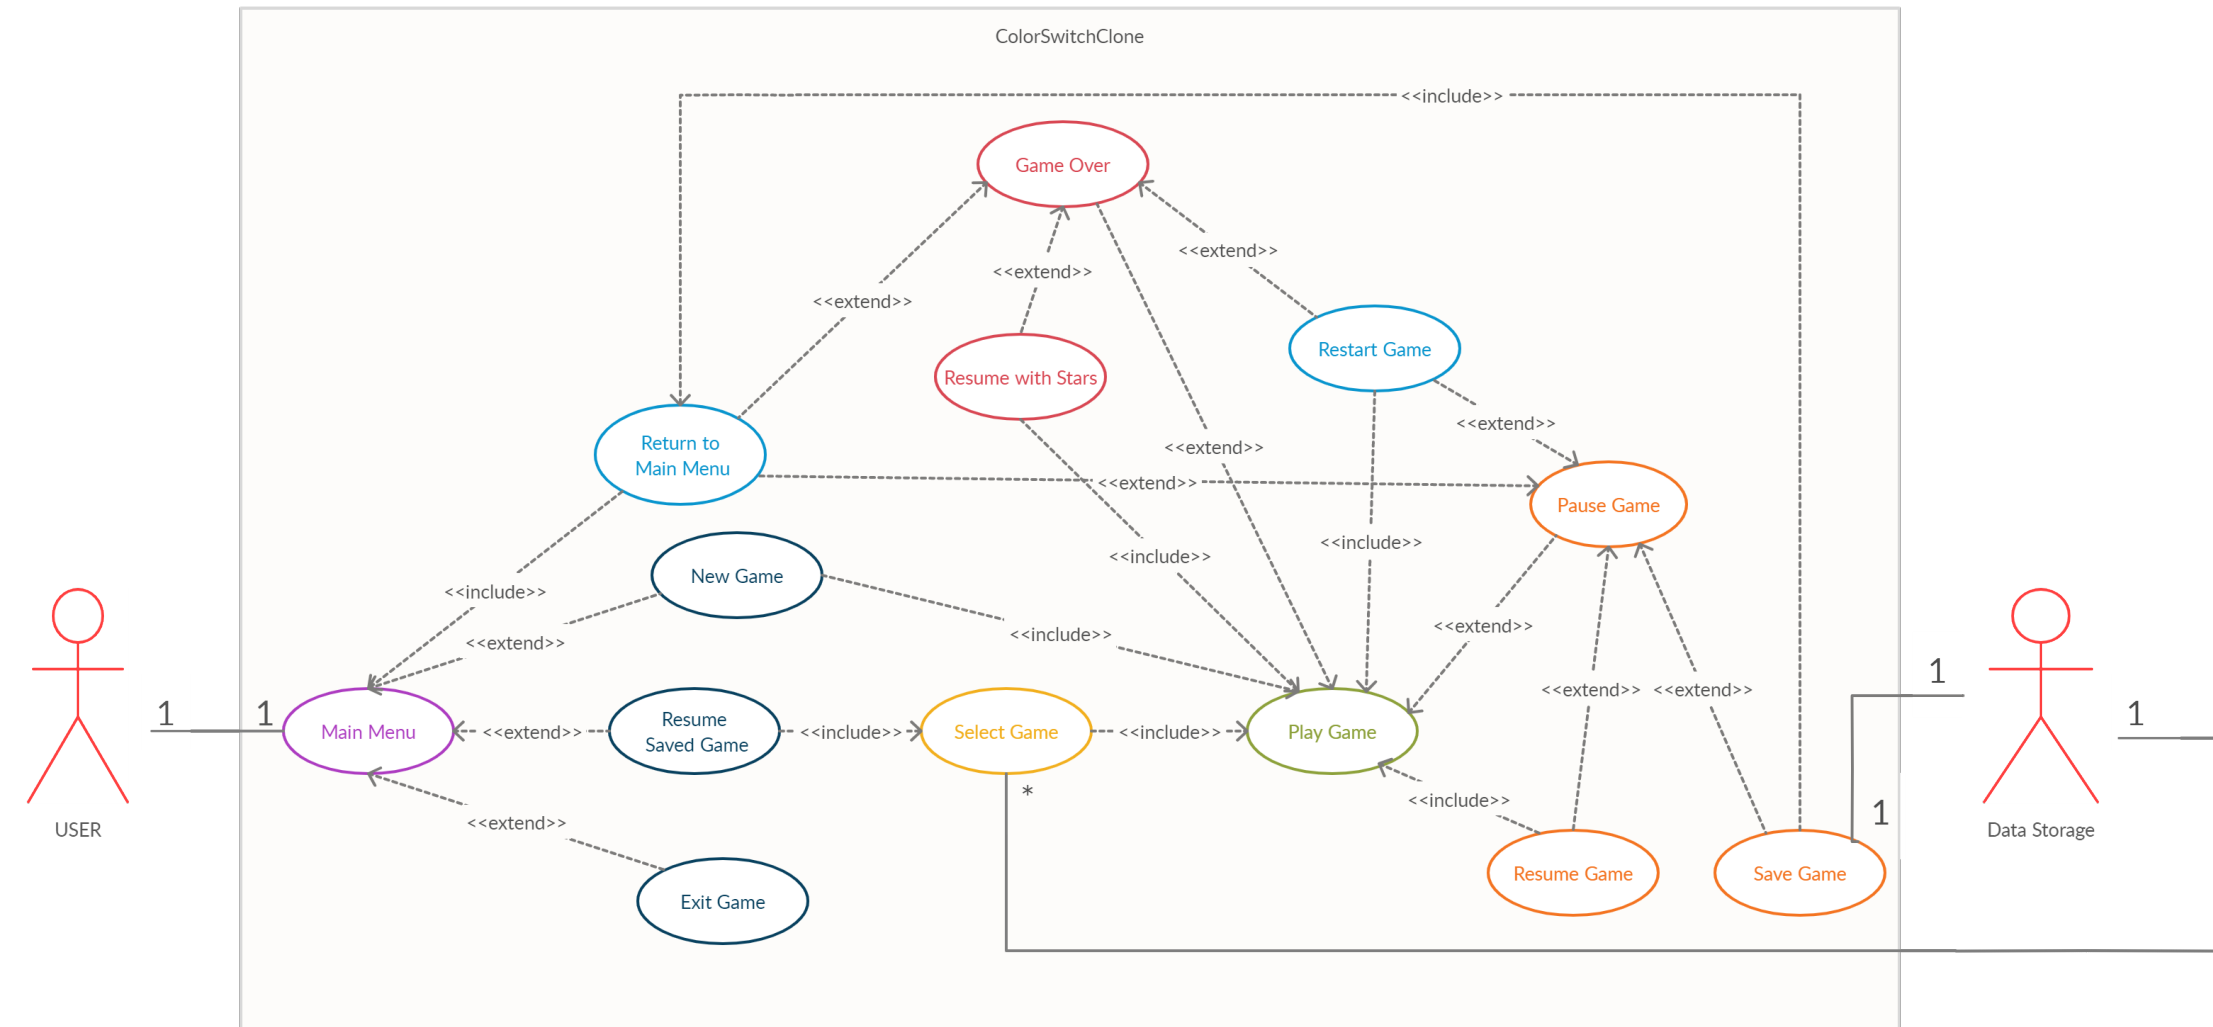 ColorSwitchClone
<<include>>
Game Over
<<extend>>
<<extend>>
<<extend>>
Restart Game
Resume with Stars
<<extend>>
Return to
Main Menu
<<extend>>
<<extend>>
Pause Game
<<include>>
<<include>>
New Game
<<include>>
<<extend>>
<<include>>
<<extend>>
<<extend>>
<<extend>>
1
1
1
1
Main Menu
<<extend>>
Resume
Saved Game
<<include>>
Select Game
<<include>>
Play Game
*
<<include>>
1
<<extend>>
USER
Data Storage
Resume Game
Save Game
Exit Game